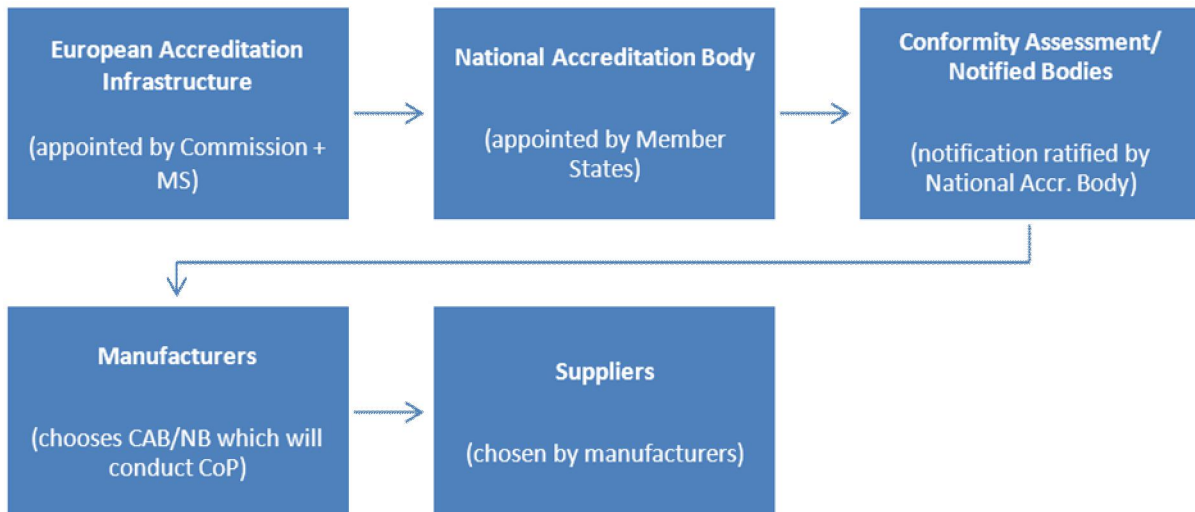 European Accreditation
Infrastructure
(appointed by Commission +
MS)
National Accreditation Body
(appointed by Member
States)
Conformity Assessment/
Notified Bodies
(notification ratified by
National Accr. Body)
Manufacturers
(chooses CAB/NB which will
conduct CoP)
Suppliers
(chosen by manufacturers)